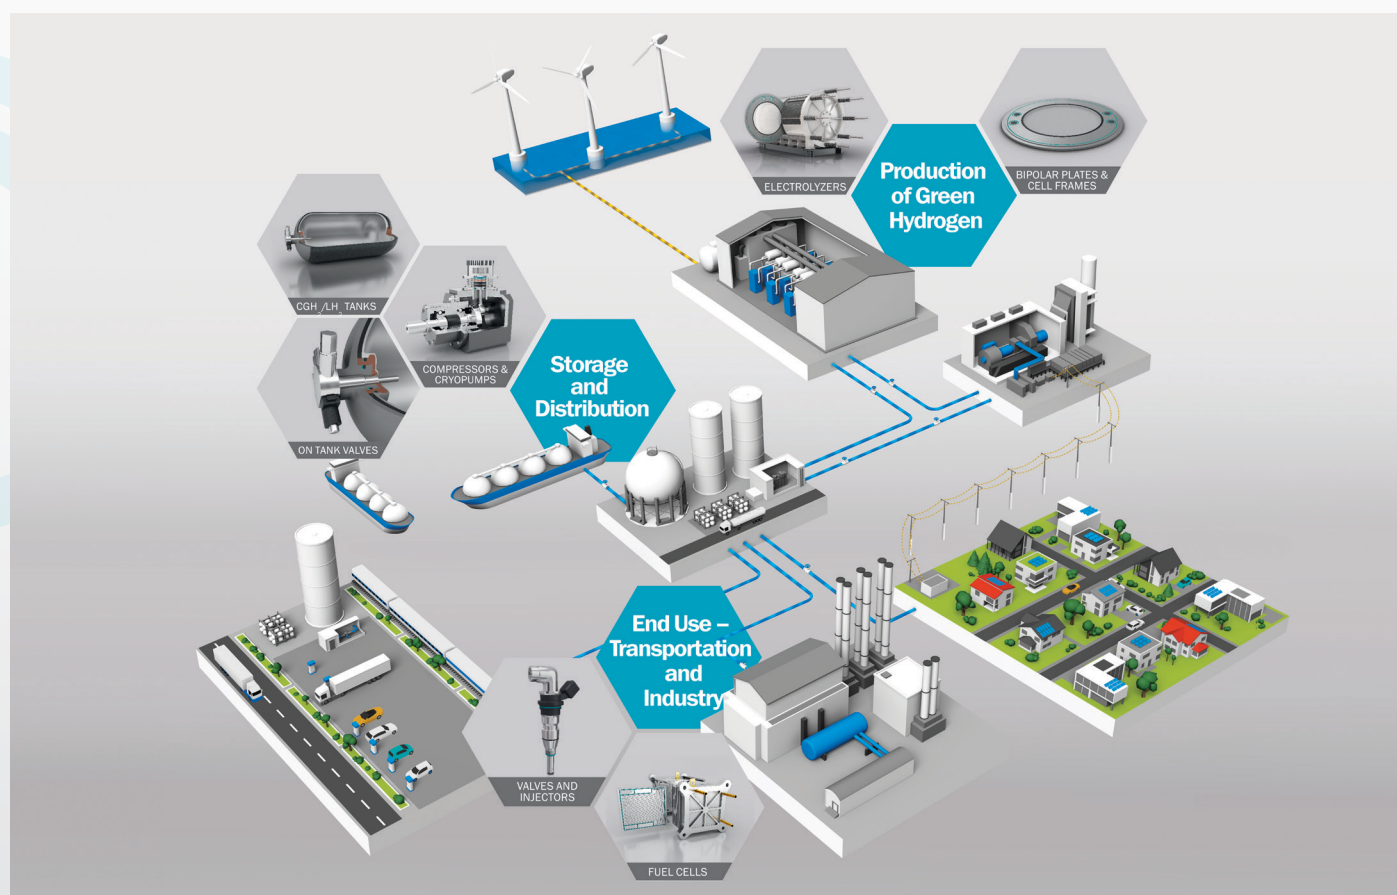 ELECTROLYZERS
BIPOLAR PLATES &
CELL FRAMES
Production
of Green
Hydrogen
CGH₂/LH₂ TANKS
COMPRESSORS &
CRYOPUMPS
ON TANK VALVES
Storage
and
Distribution
End Use –
Transportation
and
Industry
VALVES AND
INJECTORS
FUEL CELLS